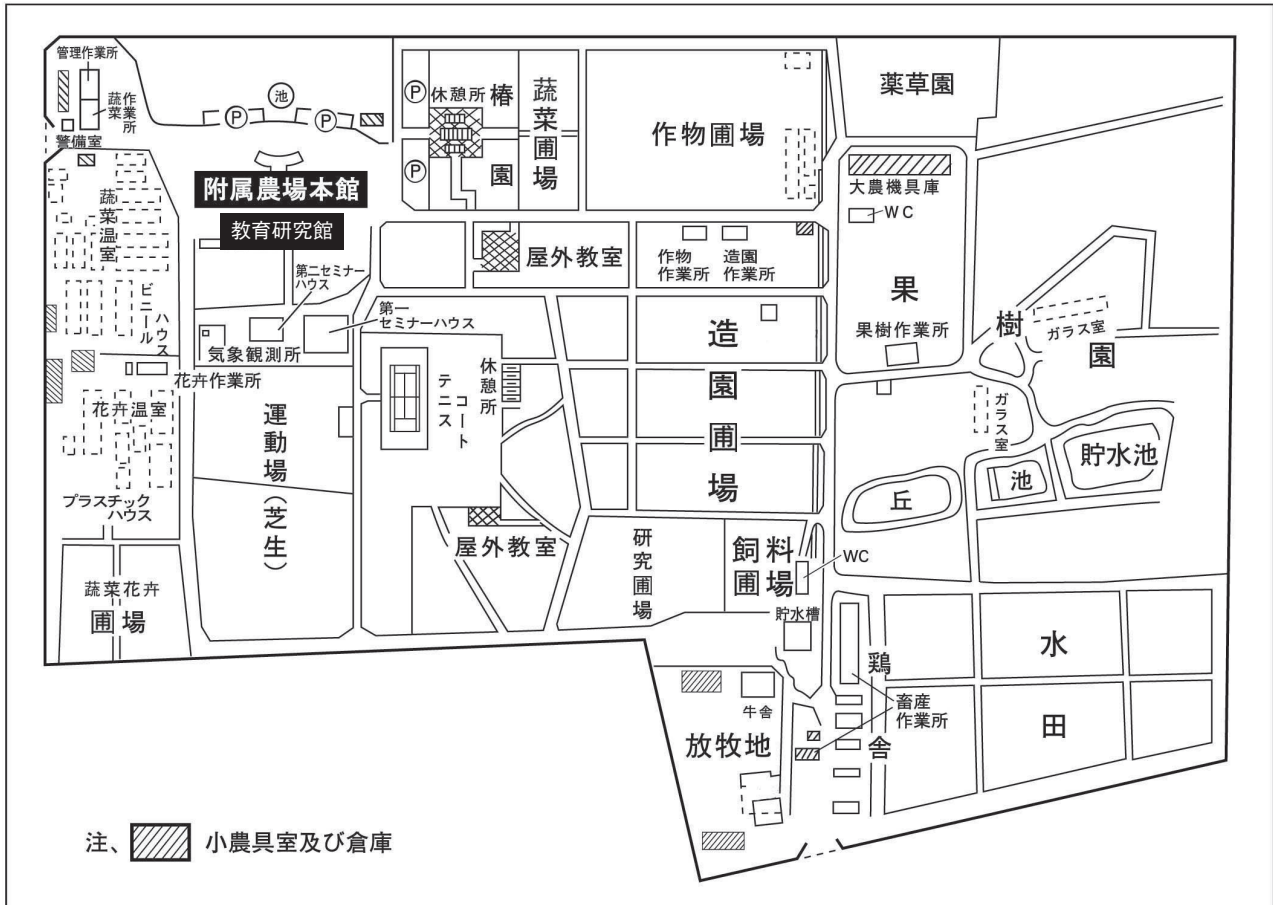 管理作業所
蔬菜作業所
警備室
池
P
P
P
休憩所
P
椿園
蔬菜圃場
作物圃場
薬草園
大農機具庫
WC
附属農場本館
教育研究館
蔬菜温室
ビニールハウス
第二セミナーハウス
第一セミナーハウス
気象観測所
屋外教室
作物作業所
造園作業所
果樹園
果樹作業所
ガラス室
ガラス室
花卉作業所
花卉温室
プラスチックハウス
運動場(芝生)
テニスコート
休憩所
造園圃場
丘
池
貯水池
屋外教室
研究圃場
飼料圃場
WC
貯水槽
蔬菜花卉圃場
牛舎
放牧地
鶏舎
畜産作業所
水田
注、 小農具室及び倉庫